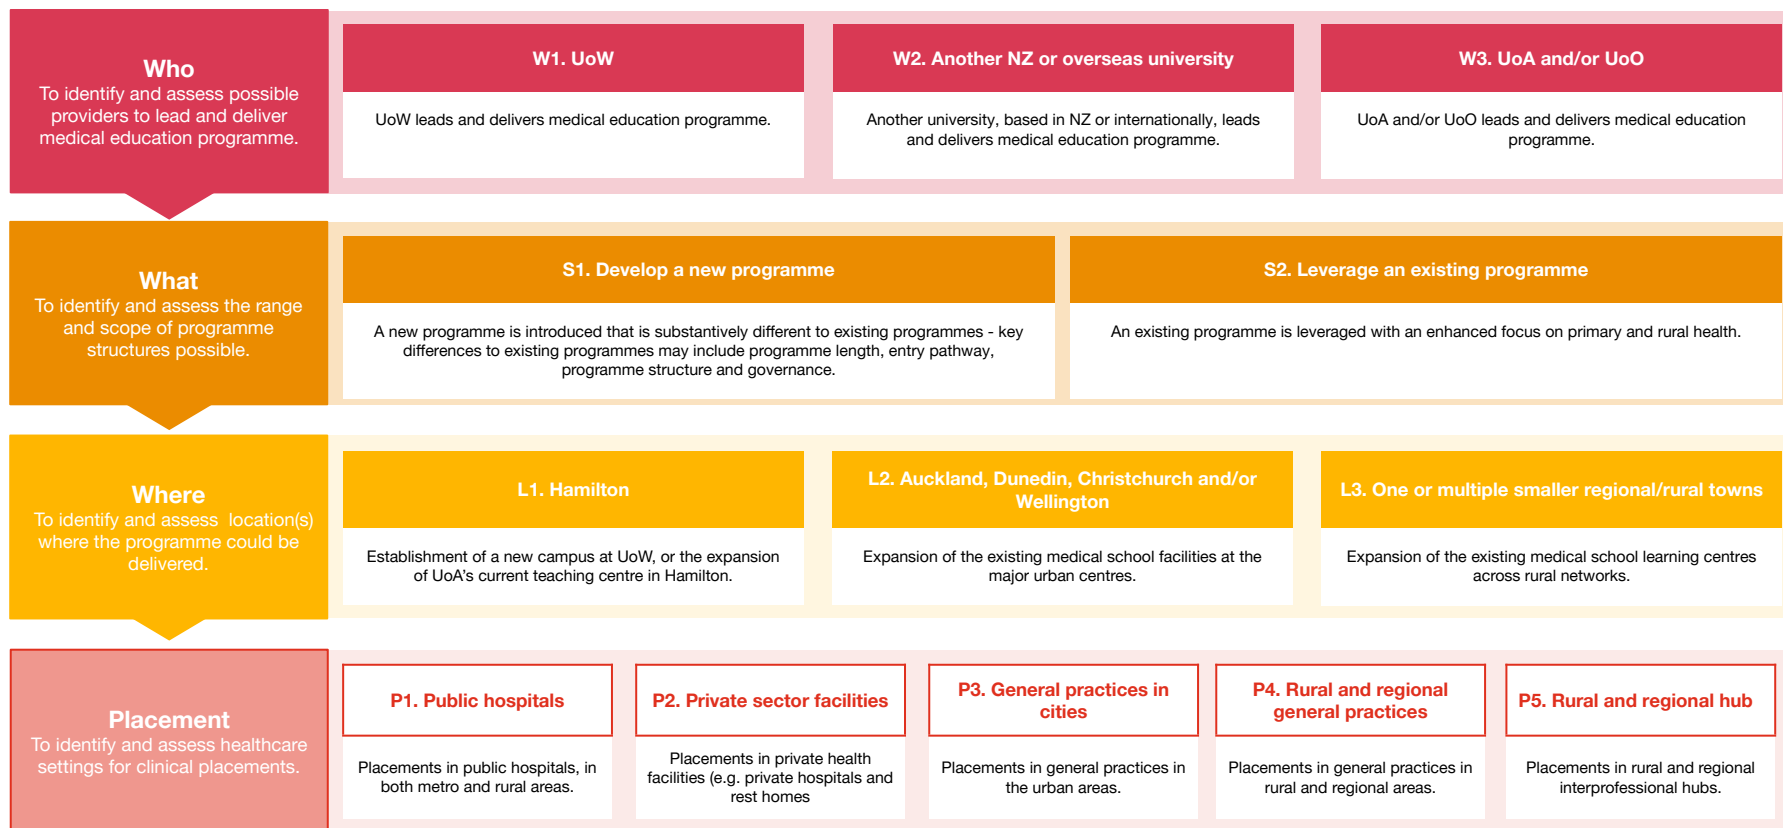 Who
To identify and assess possible
providers to lead and deliver
medical education programme.
W1. UoW
UoW leads and delivers medical education programme.
W2. Another NZ or overseas university
Another university, based in NZ or internationally, leads
and delivers medical education programme.
W3. UoA and/or UoO
UoA and/or UoO leads and delivers medical education
programme.
What
To identify and assess the range
and scope of programme
structures possible.
S1. Develop a new programme
A new programme is introduced that is substantively different to existing programmes - key
differences to existing programmes may include programme length, entry pathway,
programme structure and governance.
S2. Leverage an existing programme
An existing programme is leveraged with an enhanced focus on primary and rural health.
Where
To identify and assess location(s)
where the programme could be
delivered.
L1. Hamilton
Establishment of a new campus at UoW, or the expansion
of UoA's current teaching centre in Hamilton.
L2. Auckland, Dunedin, Christchurch and/or
Wellington
Expansion of the existing medical school facilities at the
major urban centres.
L3. One or multiple smaller regional/rural towns
Expansion of the existing medical school learning centres
across rural networks.
Placement
To identify and assess healthcare
settings for clinical placements.
P1. Public hospitals
Placements in public hospitals, in
both metro and rural areas.
P2. Private sector facilities
Placements in private health
facilities (e.g. private hospitals and
rest homes
P3. General practices in
cities
Placements in general practices in
the urban areas.
P4. Rural and regional
general practices
Placements in general practices in
rural and regional areas.
P5. Rural and regional hub
Placements in rural and regional
interprofessional hubs.